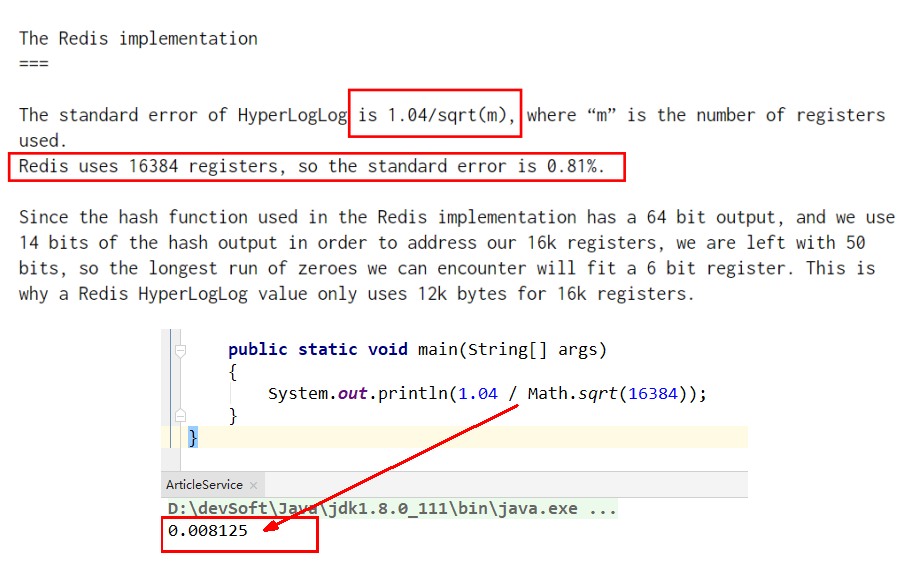 The Redis implementation
===
The standard error of HyperLogLog is 1.04/sqrt(m), where “m” is the number of registers
used.
Redis uses 16384 registers, so the standard error is 0.81%.
Since the hash function used in the Redis implementation has a 64 bit output, and we use
14 bits of the hash output in order to address our 16k registers, we are left with 50
bits, so the longest run of zeroes we can encounter will fit a 6 bit register. This is
why a Redis HyperLogLog value only uses 12k bytes for 16k registers.
public static void main(String[] args)
{
System.out.println(1.04 / Math.sqrt(16384));
}
}
ArticleService ×
D:\devSoft\Java\jdk1.8.0_111\bin\java.exe ...
0.008125